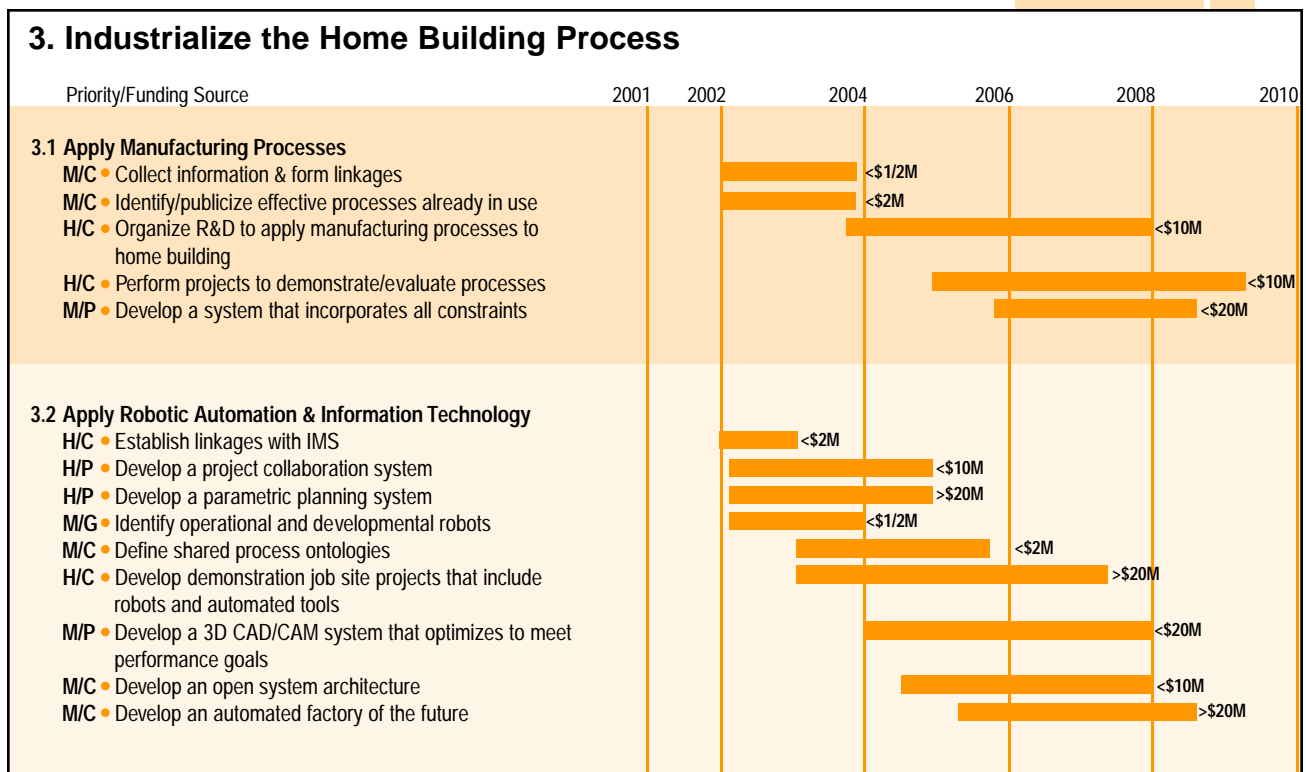 3. Industrialize the Home Building Process
Priority/Funding Source 2001 2002 2004 2006 2008 2010
3.1 Apply Manufacturing Processes
M/C • Collect information & form linkages <$1/2M
M/C • Identify/publicize effective processes already in use <$2M
H/C • Organize R&D to apply manufacturing processes to <$10M
home building
H/C • Perform projects to demonstrate/evaluate processes <$10M
M/P • Develop a system that incorporates all constraints <$20M
3.2 Apply Robotic Automation & Information Technology
H/C • Establish linkages with IMS <$2M
H/P • Develop a project collaboration system <$10M
H/P • Develop a parametric planning system >$20M
M/G • Identify operational and developmental robots <$1/2M
M/C • Define shared process ontologies <$2M
H/C • Develop demonstration job site projects that include >$20M
robots and automated tools
M/P • Develop a 3D CAD/CAM system that optimizes to meet <$20M
performance goals
M/C • Develop an open system architecture <$10M
M/C • Develop an automated factory of the future >$20M